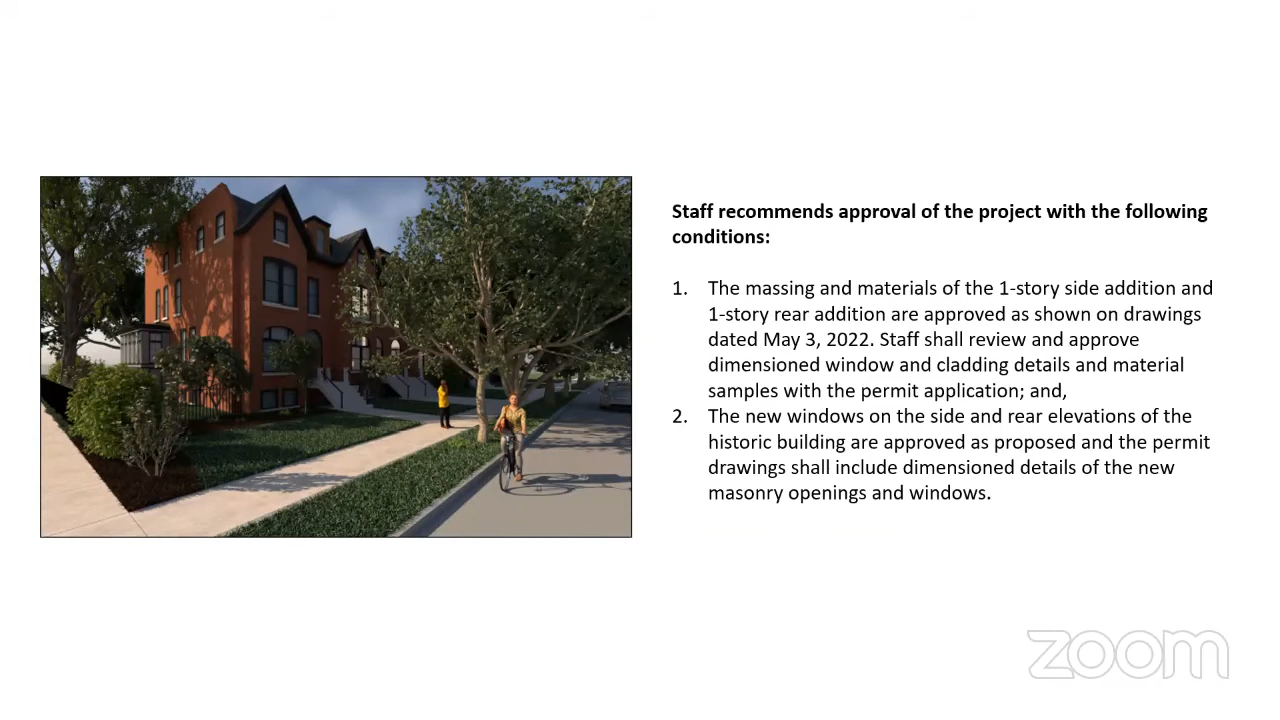 Staff recommends approval of the project with the following
conditions:
1. The massing and materials of the 1-story side addition and
1-story rear addition are approved as shown on drawings
dated May 3, 2022. Staff shall review and approve
dimensioned window and cladding details and material
samples with the permit application; and,
2. The new windows on the side and rear elevations of the
historic building are approved as proposed and the permit
drawings shall include dimensioned details of the new
masonry openings and windows.
zoom